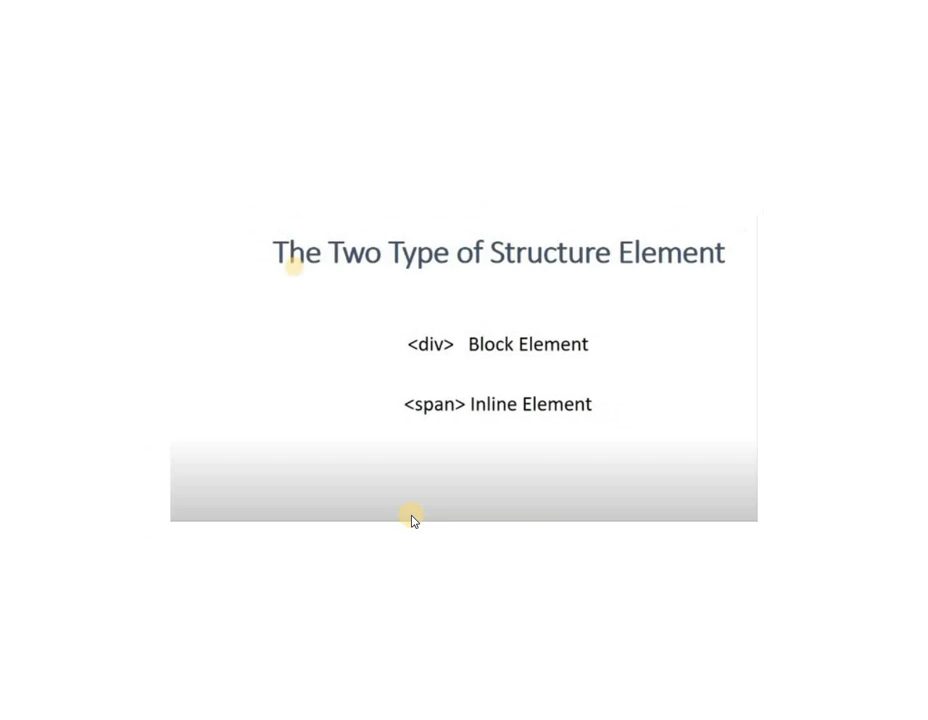 The Two Type of Structure Element
<div> Block Element
<span> Inline Element